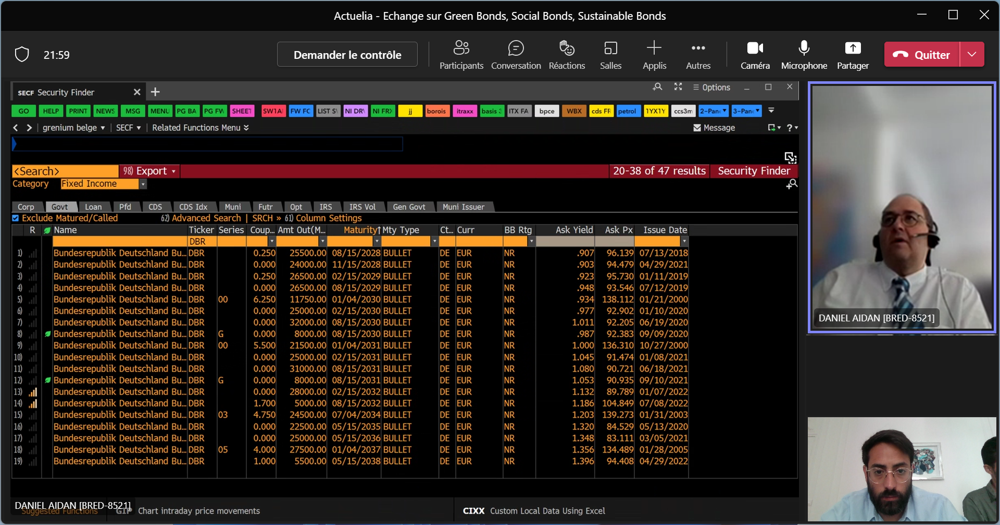 Actuelia - Echange sur Green Bonds, Social Bonds, Sustainable Bonds
21:59
Demander le contrôle
Participants Conversation Réactions Salles Applis Autres Caméra Microphone Partager Quitter
SECF Security Finder
Options
GO HELP PRINT NEWS MSG MENU PG BA PG FW SHEET SW1A FW FC LIST S NI DR NI FR jj borois itraxx basis 3 ITX FA bpce WBX cds FR petrol 1YX1Y ccs3m 2-Pan 3-Pan
grenium belge SECF Related Functions Menu Message ?
<Search> 98) Export 20-38 of 47 results Security Finder
Category Fixed Income
Corp Govt Loan Pfd CDS CDS Idx Muni Futr Opt IRS IRS Vol Gen Govt Muni Issuer
Exclude Matured/Called 62) Advanced Search | SRCH » 61) Column Settings
R Name Ticker Series Coup... Amt Out(M... Maturity↑ Mty Type Ct... Curr BB Rtg Ask Yield Ask Px Issue Date
DBR
1) Bundesrepublik Deutschland Bu... DBR 0.250 25500.00 08/15/2028 BULLET DE EUR NR .907 96.139 07/13/2018
2) Bundesrepublik Deutschland Bu... DBR 0.000 24000.00 11/15/2028 BULLET DE EUR NR .903 94.479 04/29/2021
3) Bundesrepublik Deutschland Bu... DBR 0.250 26500.00 02/15/2029 BULLET DE EUR NR .923 95.730 01/11/2019
4) Bundesrepublik Deutschland Bu... DBR 0.000 26500.00 08/15/2029 BULLET DE EUR NR .948 93.546 07/12/2019
5) Bundesrepublik Deutschland Bu... DBR 00 6.250 11750.00 01/04/2030 BULLET DE EUR NR .934 138.112 01/21/2000
6) Bundesrepublik Deutschland Bu... DBR 0.000 25000.00 02/15/2030 BULLET DE EUR NR .977 92.902 01/10/2020
7) Bundesrepublik Deutschland Bu... DBR 0.000 32000.00 08/15/2030 BULLET DE EUR NR 1.011 92.205 06/19/2020
8) Bundesrepublik Deutschland Bu... DBR G 0.000 8000.00 08/15/2030 BULLET DE EUR NR .987 92.383 09/09/2020
9) Bundesrepublik Deutschland Bu... DBR 00 5.500 21500.00 01/04/2031 BULLET DE EUR NR 1.000 136.310 10/27/2000
10) Bundesrepublik Deutschland Bu... DBR 0.000 25000.00 02/15/2031 BULLET DE EUR NR 1.045 91.474 01/08/2021
11) Bundesrepublik Deutschland Bu... DBR 0.000 31000.00 08/15/2031 BULLET DE EUR NR 1.080 90.721 06/18/2021
12) Bundesrepublik Deutschland Bu... DBR G 0.000 8000.00 08/15/2031 BULLET DE EUR NR 1.053 90.935 09/10/2021
13) Bundesrepublik Deutschland Bu... DBR 0.000 28000.00 02/15/2032 BULLET DE EUR NR 1.132 89.789 01/07/2022
14) Bundesrepublik Deutschland Bu... DBR 1.700 5000.00 08/15/2032 BULLET DE EUR NR 1.186 104.849 07/08/2022
15) Bundesrepublik Deutschland Bu... DBR 03 4.750 24500.00 07/04/2034 BULLET DE EUR NR 1.203 139.273 01/31/2003
16) Bundesrepublik Deutschland Bu... DBR 0.000 22500.00 05/15/2035 BULLET DE EUR NR 1.320 84.529 05/13/2020
17) Bundesrepublik Deutschland Bu... DBR 0.000 25000.00 05/15/2036 BULLET DE EUR NR 1.348 83.111 03/05/2021
18) Bundesrepublik Deutschland Bu... DBR 05 4.000 27500.00 01/04/2037 BULLET DE EUR NR 1.356 134.489 01/28/2005
19) Bundesrepublik Deutschland Bu... DBR 1.000 5500.00 05/15/2038 BULLET DE EUR NR 1.396 94.408 04/29/2022
DANIEL AIDAN [BRED-8521]
DANIEL AIDAN [BRED-8521]
Suggested Functions GIP Chart intraday price movements CIXX Custom Local Data Using Excel